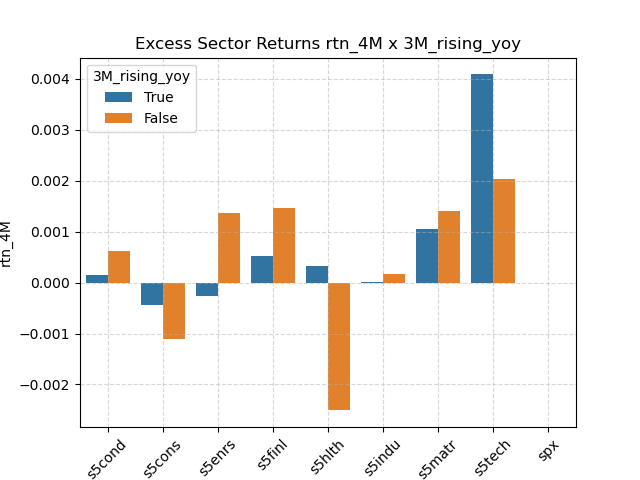 Excess Sector Returns rtn_4M x 3M_rising_yoy
3M_rising_yoy
True
False
0.004
0.003
0.002
0.001
0.000
−0.001
−0.002
rtn_4M
s5cond
s5cons
s5enrs
s5finl
s5hlth
s5indu
s5matr
s5tech
spx